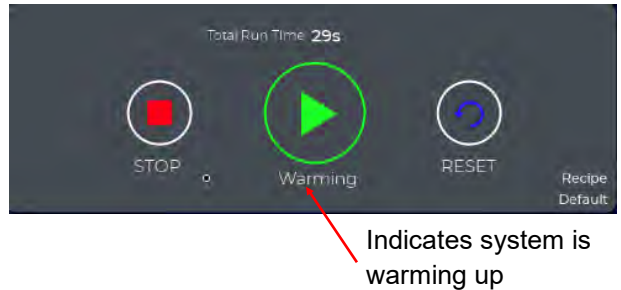 Total Run Time 29s
STOP
Warming
RESET
Recipe
Default
Indicates system is
warming up